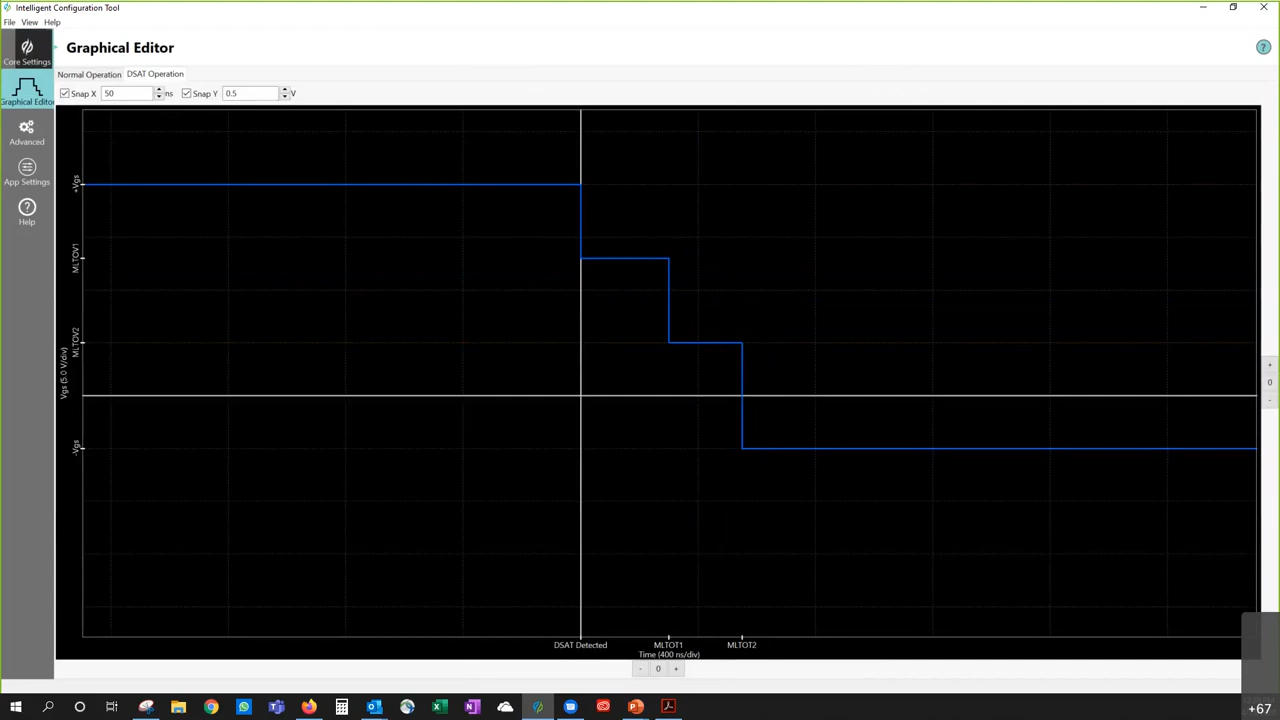 Intelligent Configuration Tool
File View Help
Core Settings
Graphical Editor
Advanced
App Settings
Help
Graphical Editor
?
Normal Operation DSAT Operation
Snap X 50 ns Snap Y 0.5 V
+Vgs
MLTOV1
MLTOV2
Vgs (5.0 V/div)
-Vgs
+
0
-
DSAT Detected MLTOT1 MLTOT2
Time (400 ns/div)
- 0 +
+67